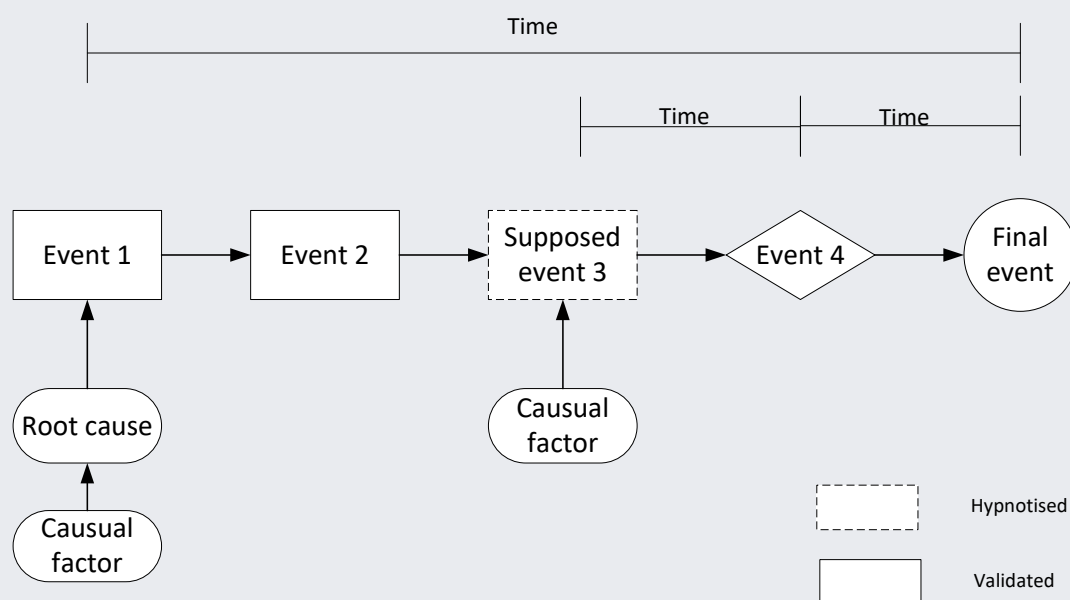 Time
Time
Time
Event 1
Event 2
Supposed
event 3
Event 4
Final
event
Root cause
Causual
factor
Causual
factor
Hypnotised
Validated